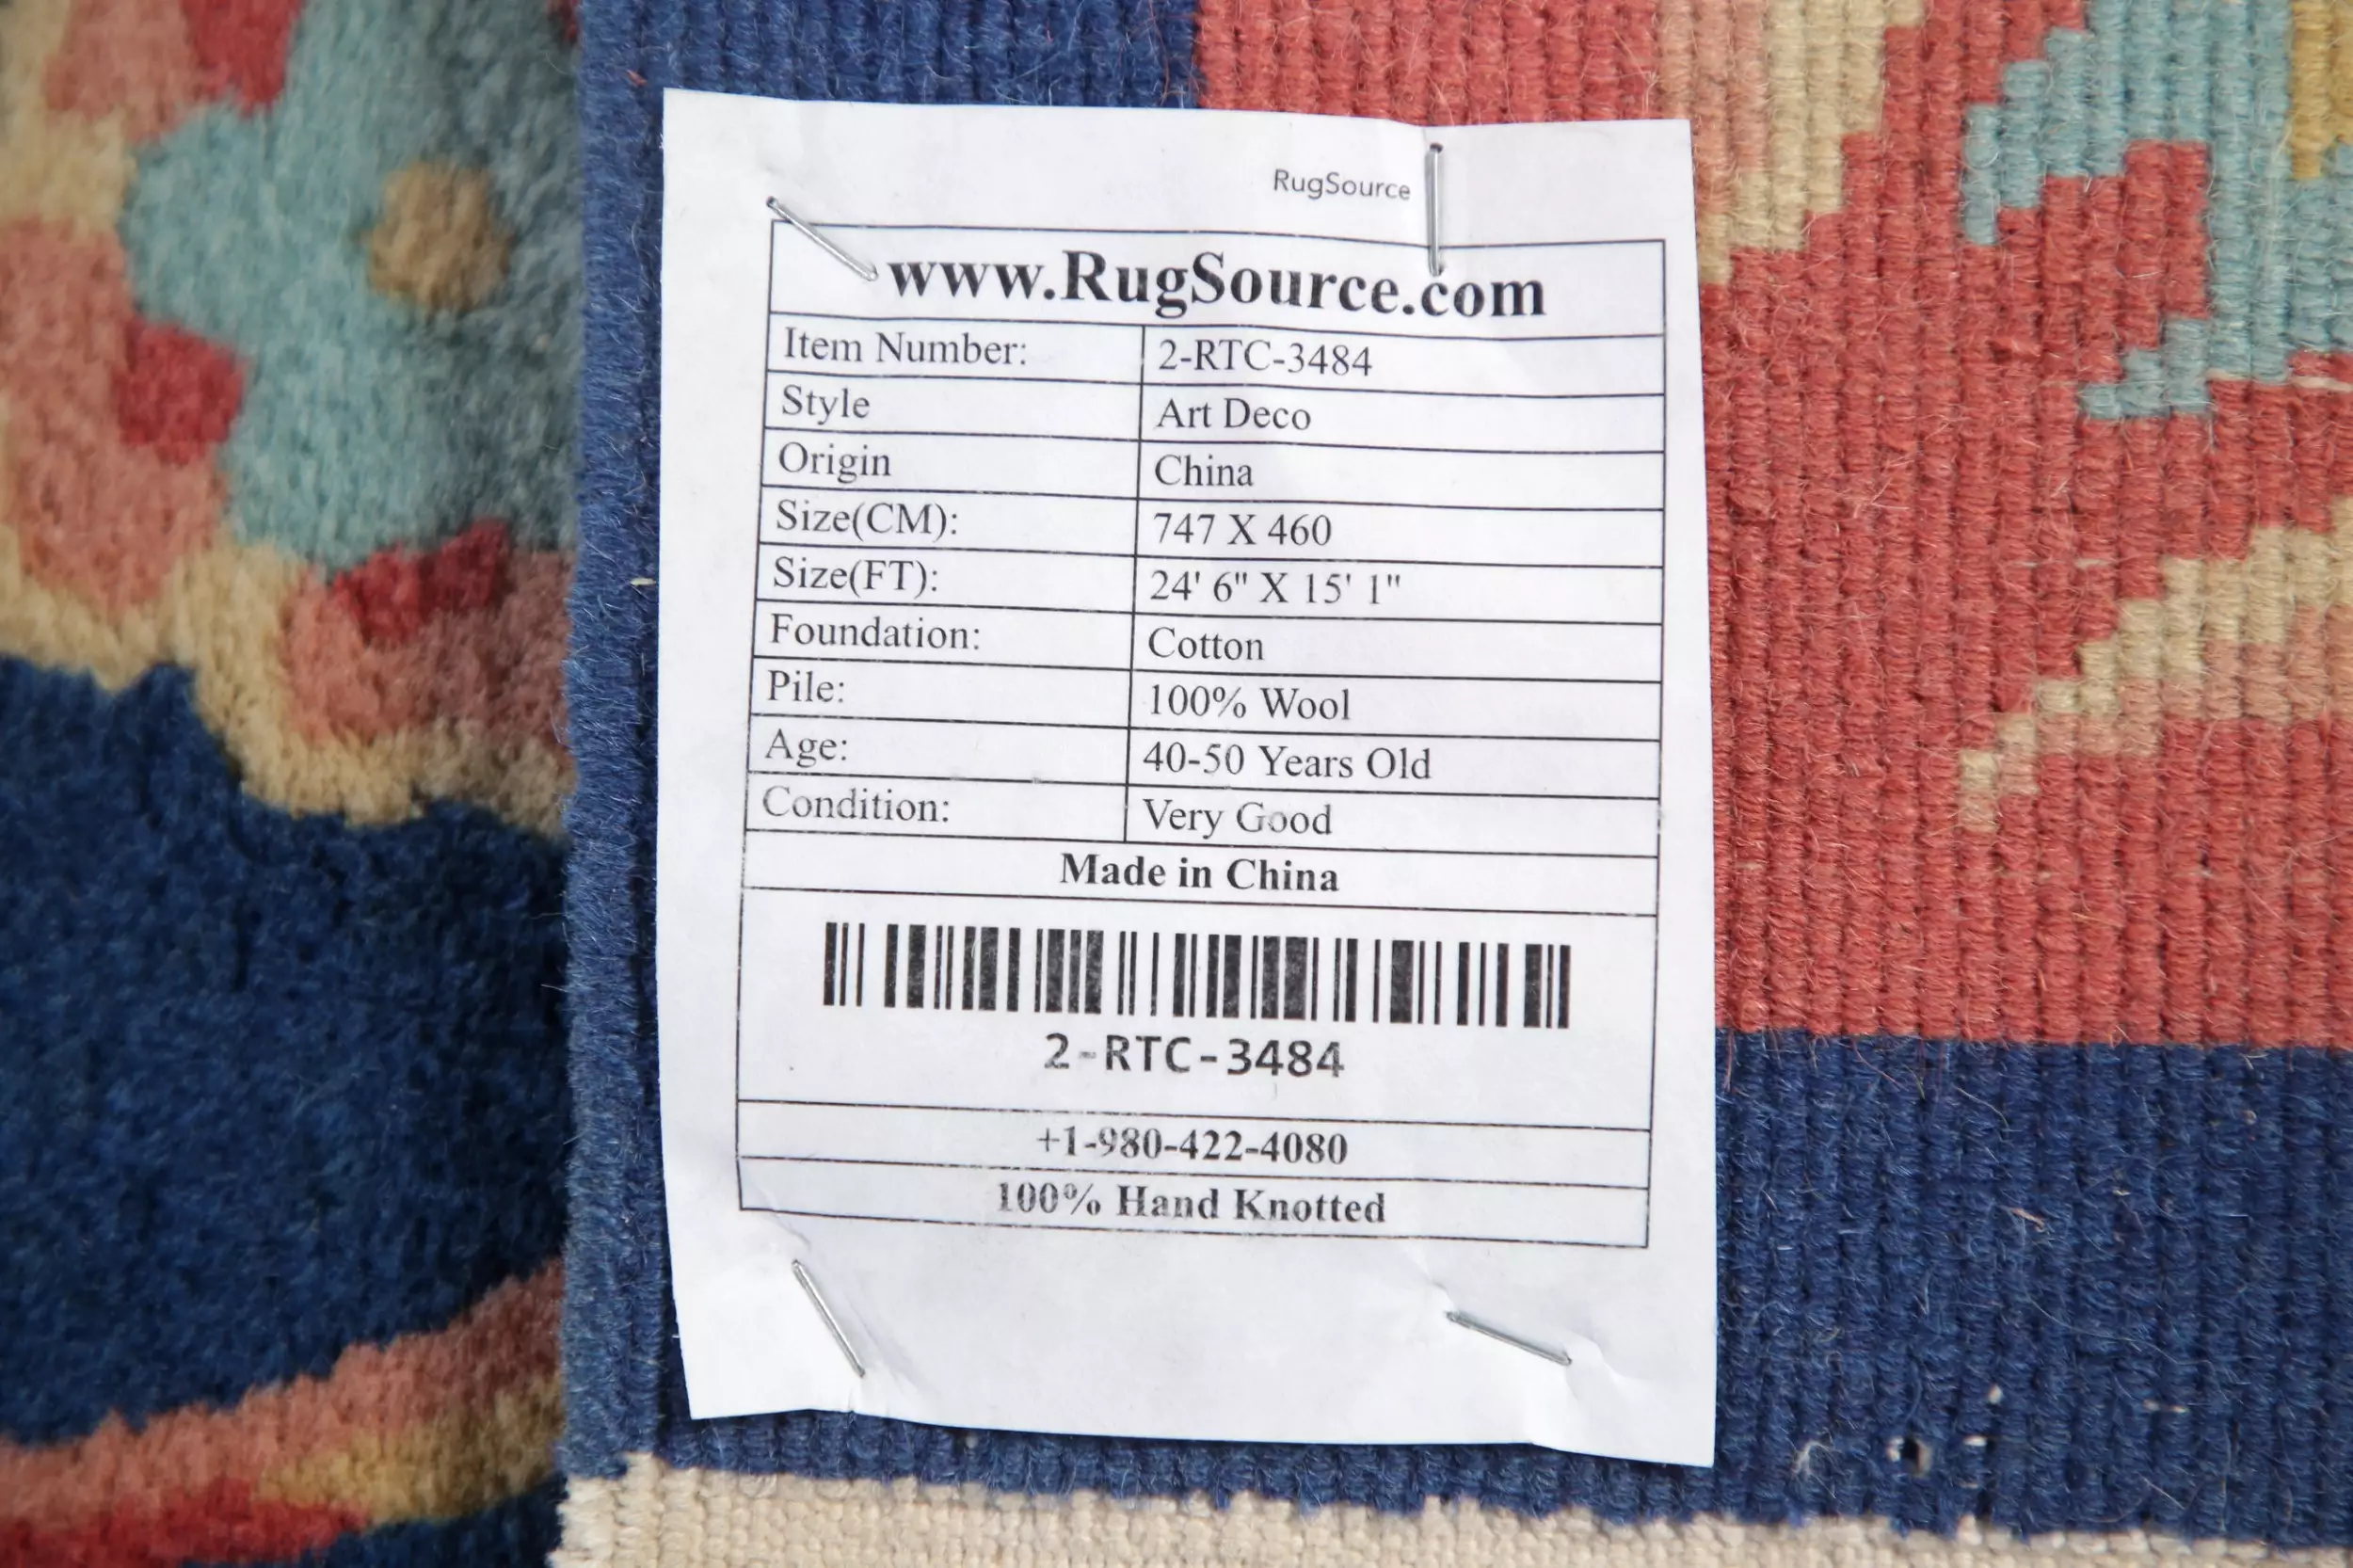 RugSource
www.RugSource.com
Item Number: 2-RTC-3484
Style Art Deco
Origin China
Size(CM): 747 X 460
Size(FT): 24' 6" X 15' 1"
Foundation: Cotton
Pile: 100% Wool
Age: 40-50 Years Old
Condition: Very Good
Made in China
2-RTC-3484
+1-980-422-4080
100% Hand Knotted